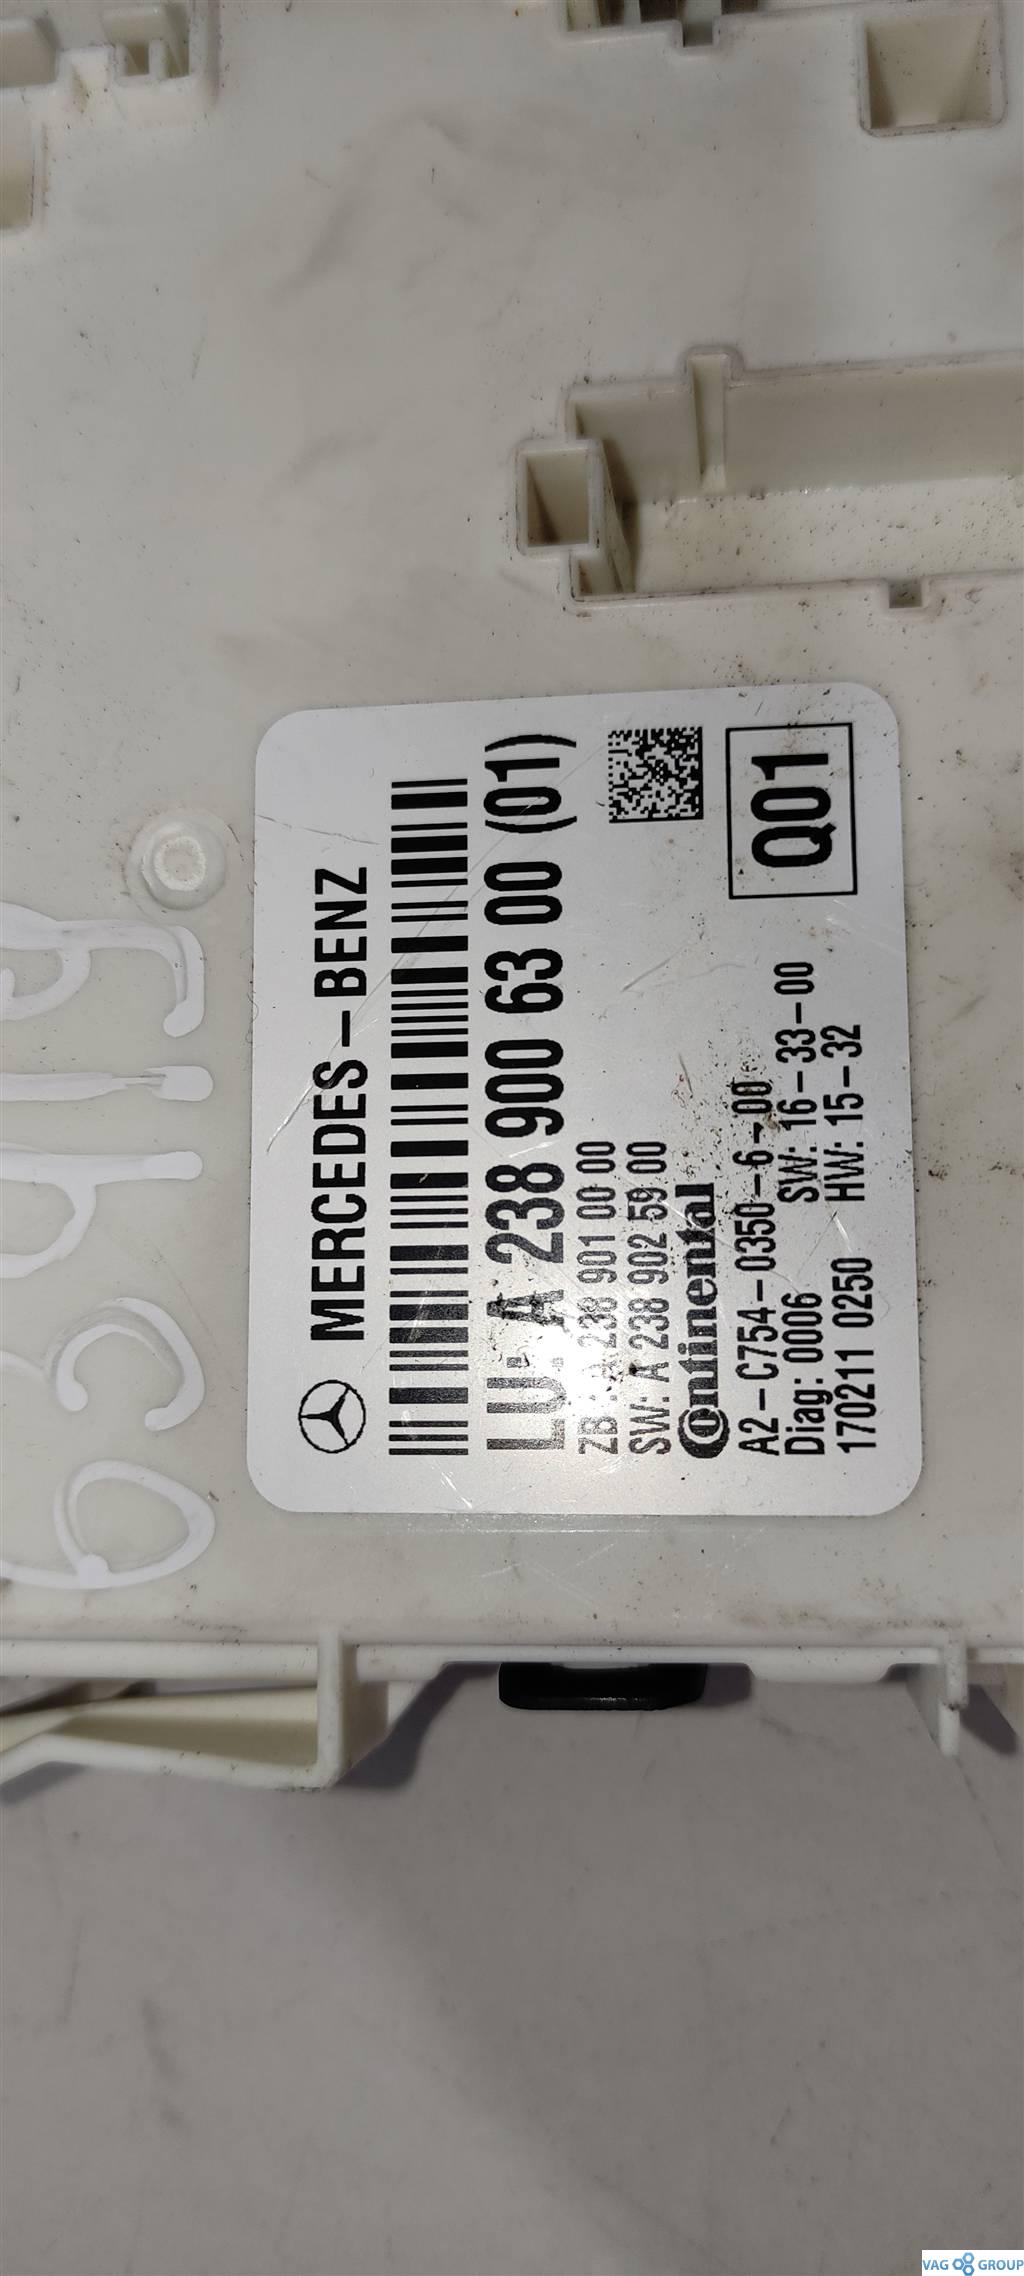 MERCEDES-BENZ
LU: A 238 900 63 00 (01)
ZB: A 238 901 00 00
SW: A 238 902 59 00
Continental
A2-C754-0350-6-00
Diag: 0006 SW: 16-33-00
170211 0250 HW: 15-32
Q01
VAG GROUP